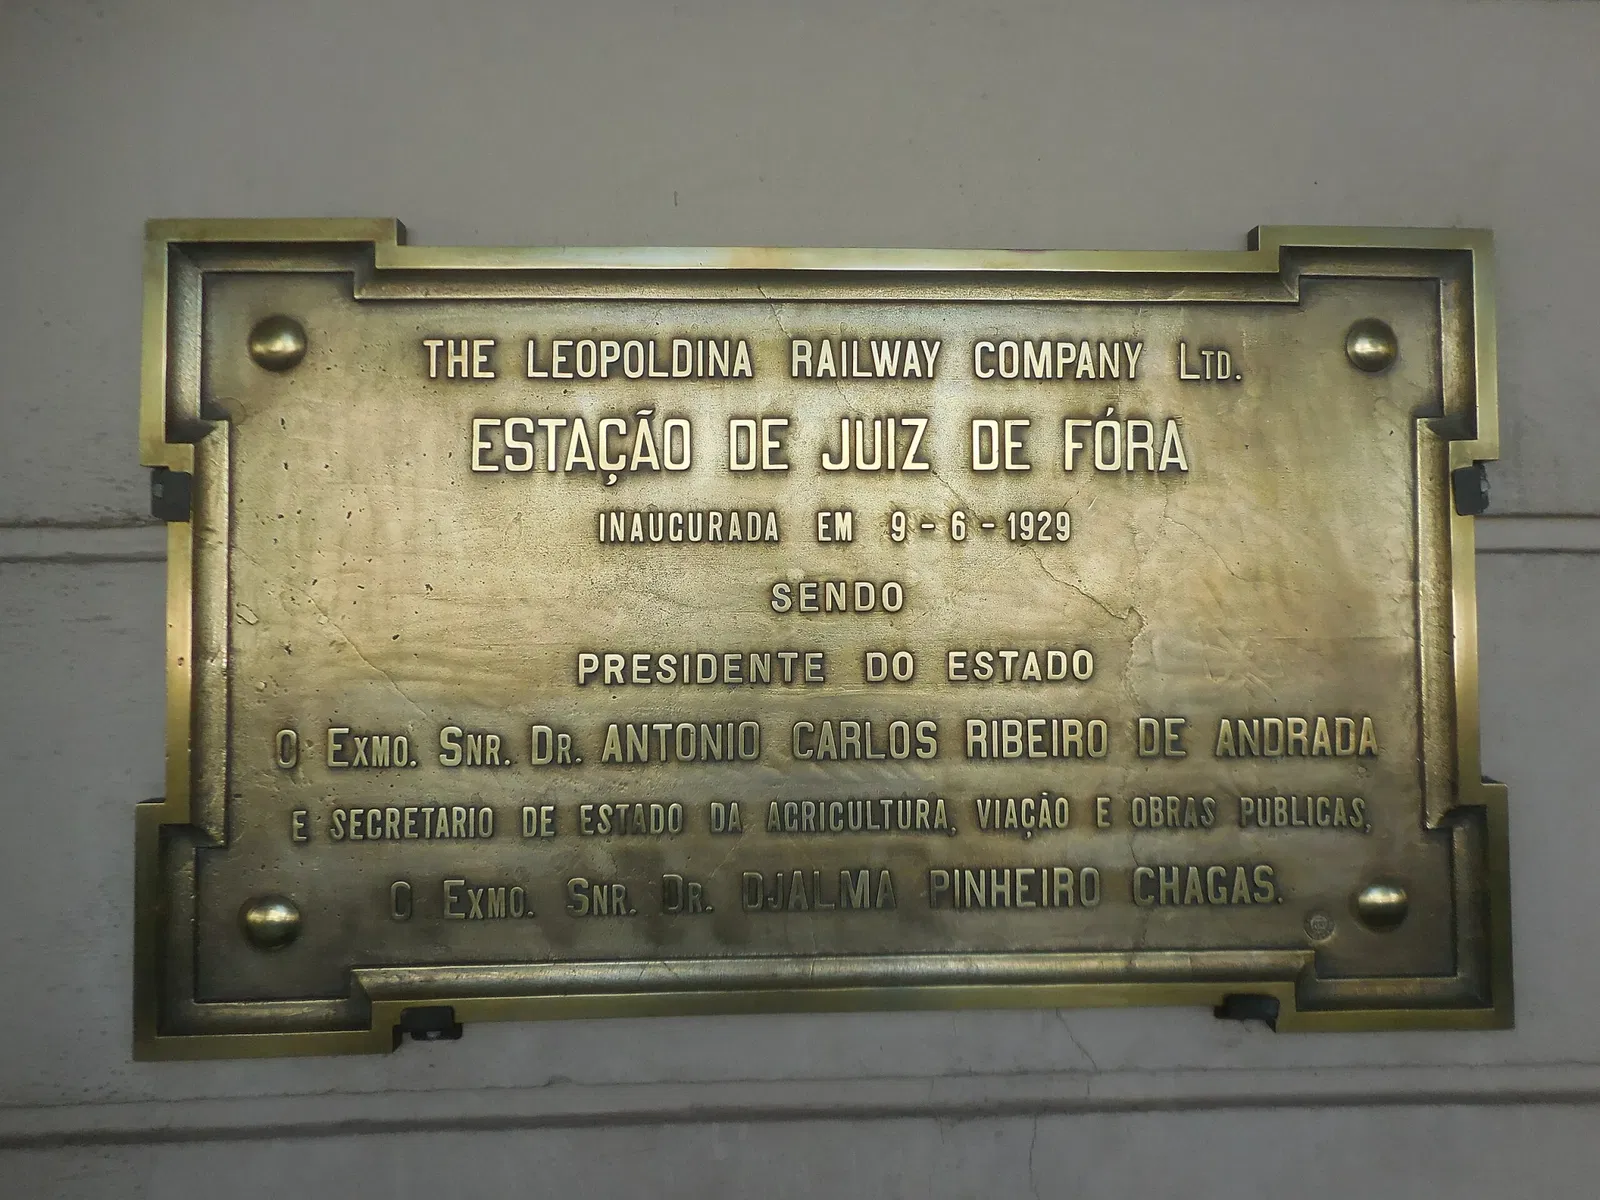 THE LEOPOLDINA RAILWAY COMPANY LTD.
ESTAÇÃO DE JUIZ DE FÓRA
INAUGURADA EM 9-6-1929
SENDO
PRESIDENTE DO ESTADO
O EXMO. SNR. DR. ANTONIO CARLOS RIBEIRO DE ANDRADA
E SECRETARIO DE ESTADO DA AGRICULTURA, VIAÇÃO E OBRAS PUBLICAS,
O EXMO. SNR. DR. DJALMA PINHEIRO CHAGAS.